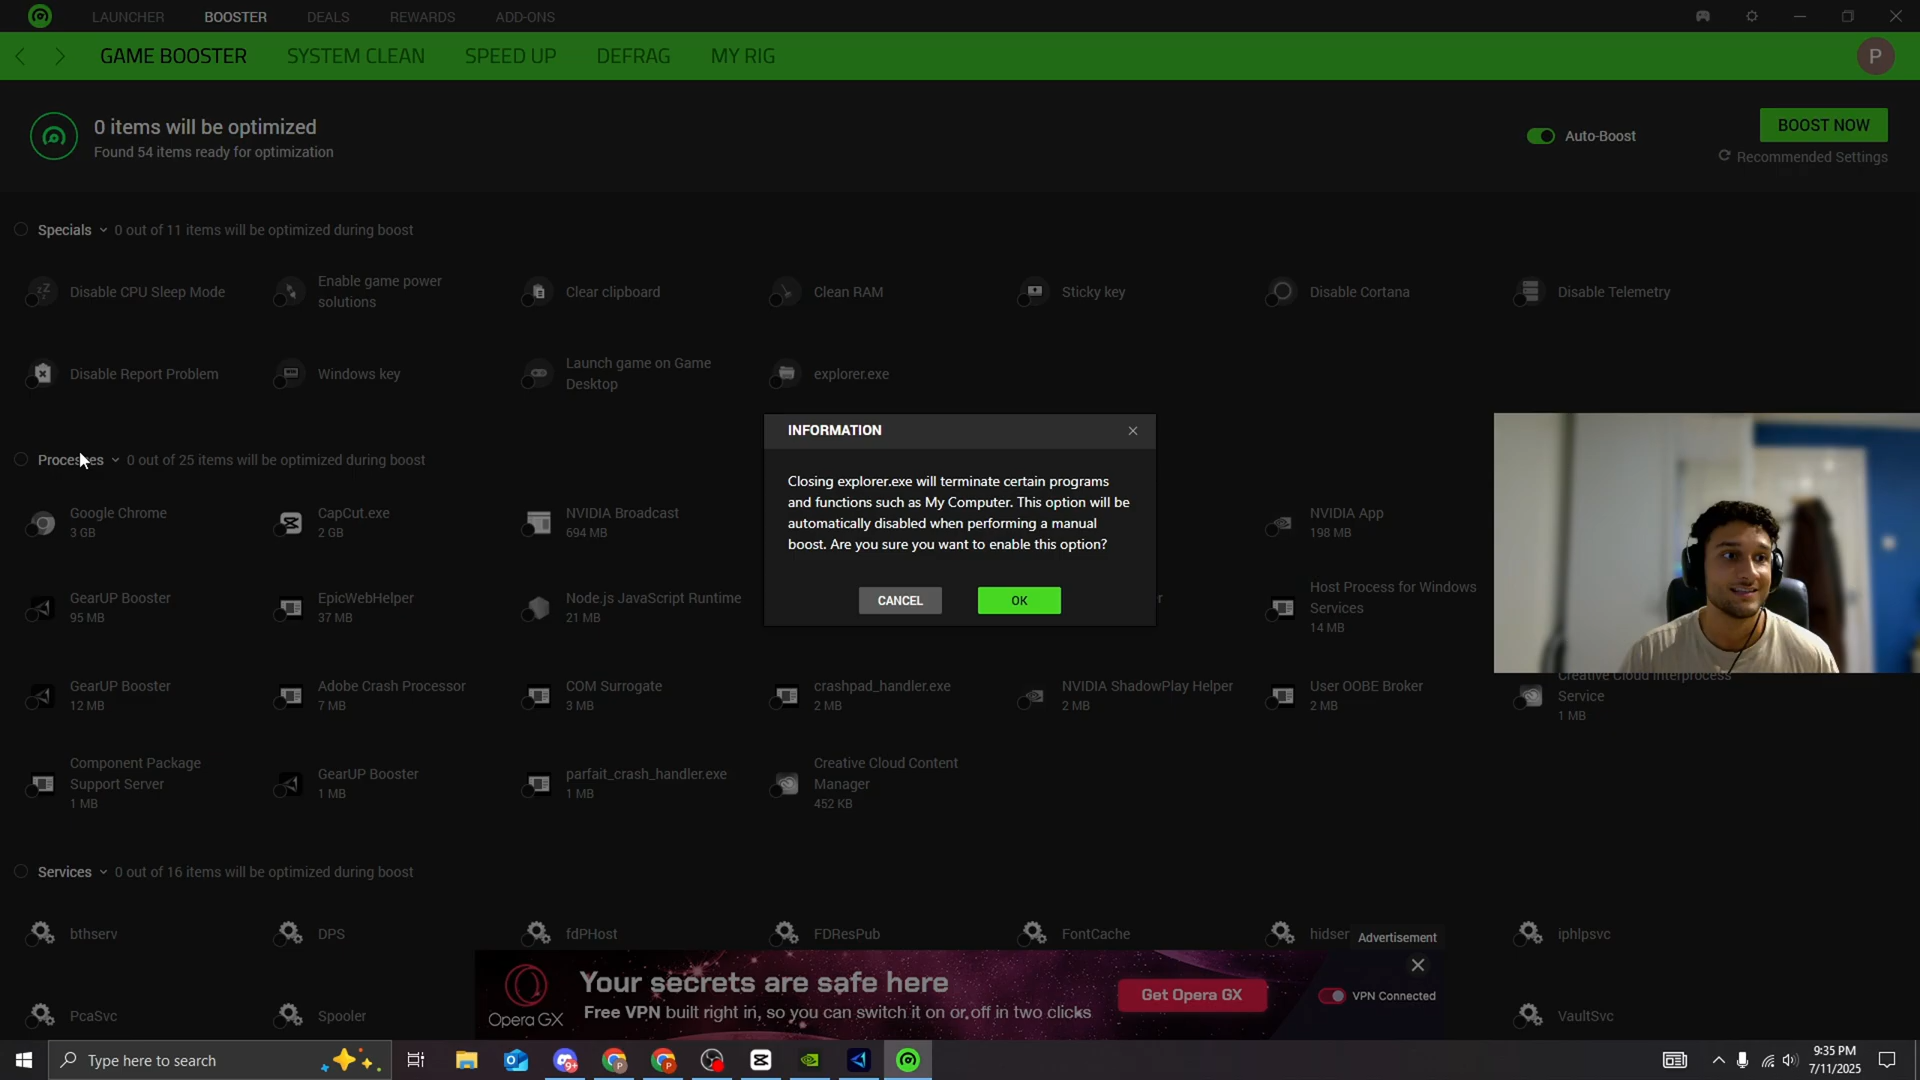 LAUNCHER BOOSTER DEALS REWARDS ADD-ONS
GAME BOOSTER SYSTEM CLEAN SPEED UP DEFRAG MY RIG P
0 items will be optimized
Found 54 items ready for optimization
Auto-Boost
BOOST NOW
Recommended Settings
Specials 0 out of 11 items will be optimized during boost
Disable CPU Sleep Mode
Enable game power
solutions
Clear clipboard
Clean RAM
Sticky key
Disable Cortana
Disable Telemetry
Disable Report Problem
Windows key
Launch game on Game
Desktop
explorer.exe
INFORMATION
Closing explorer.exe will terminate certain programs
and functions such as My Computer. This option will be
automatically disabled when performing a manual
boost. Are you sure you want to enable this option?
CANCEL OK
Processes 0 out of 25 items will be optimized during boost
Google Chrome
3 GB
CapCut.exe
2 GB
NVIDIA Broadcast
694 MB
NVIDIA App
198 MB
GearUP Booster
95 MB
EpicWebHelper
37 MB
Node.js JavaScript Runtime
21 MB
Host Process for Windows
Services
14 MB
GearUP Booster
12 MB
Adobe Crash Processor
7 MB
COM Surrogate
3 MB
crashpad_handler.exe
2 MB
NVIDIA ShadowPlay Helper
2 MB
User OOBE Broker
2 MB
Creative Cloud Interprocess
Service
1 MB
Component Package
Support Server
1 MB
GearUP Booster
1 MB
parfait_crash_handler.exe
1 MB
Creative Cloud Content
Manager
452 KB
Services 0 out of 16 items will be optimized during boost
bthserv
DPS
fdPHost
FDResPub
FontCache
hidser
iphlpsvc
Advertisement
PcaSvc
Spooler
VaultSvc
Opera GX
Your secrets are safe here
Free VPN built right in, so you can switch it on or off in two clicks
Get Opera GX
VPN Connected
Type here to search
9:35 PM
7/11/2025